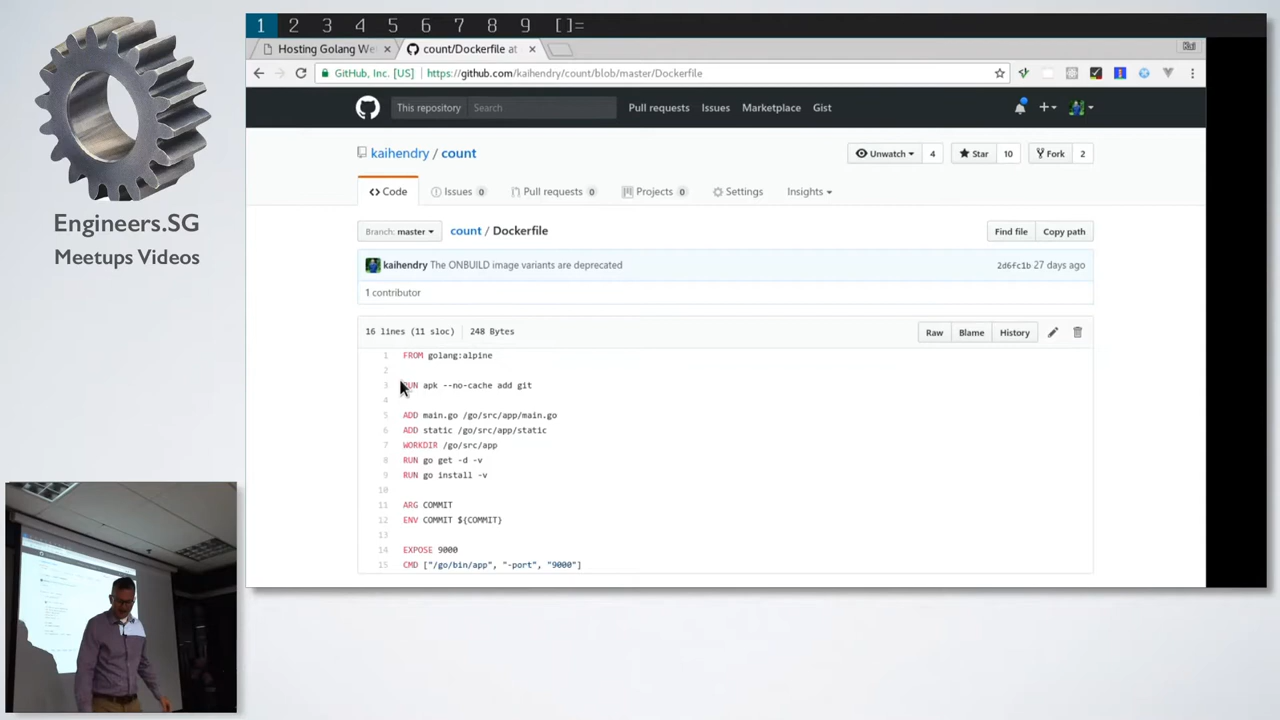 1 2 3 4 5 6 7 8 9 []=
Hosting Golang We
count/Dockerfile at
GitHub, Inc. [US] https://github.com/kaihendry/count/blob/master/Dockerfile
This repository Search Pull requests Issues Marketplace Gist
kaihendry / count
Unwatch 4 Star 10 Fork 2
Code Issues 0 Pull requests 0 Projects 0 Settings Insights
Branch: master count / Dockerfile Find file Copy path
kaihendry The ONBUILD image variants are deprecated 2d6fc1b 27 days ago
1 contributor
16 lines (11 sloc) 248 Bytes Raw Blame History
1 FROM golang:alpine
2
3 RUN apk --no-cache add git
4
5 ADD main.go /go/src/app/main.go
6 ADD static /go/src/app/static
7 WORKDIR /go/src/app
8 RUN go get -d -v
9 RUN go install -v
10
11 ARG COMMIT
12 ENV COMMIT ${COMMIT}
13
14 EXPOSE 9000
15 CMD ["/go/bin/app", "-port", "9000"]
Engineers.SG
Meetups Videos